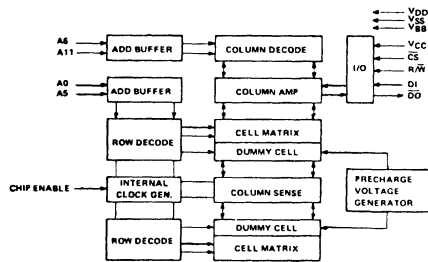 A6
A11
ADD BUFFER
COLUMN DECODE
VDD
VSS
VBB
VCC
C̅S̅
R/W̅
DI
D̅O̅
I/O
A0
A5
ADD BUFFER
COLUMN AMP
ROW DECODE
CELL MATRIX
DUMMY CELL
CHIP ENABLE
INTERNAL
CLOCK GEN.
COLUMN SENSE
PRECHARGE
VOLTAGE
GENERATOR
ROW DECODE
DUMMY CELL
CELL MATRIX